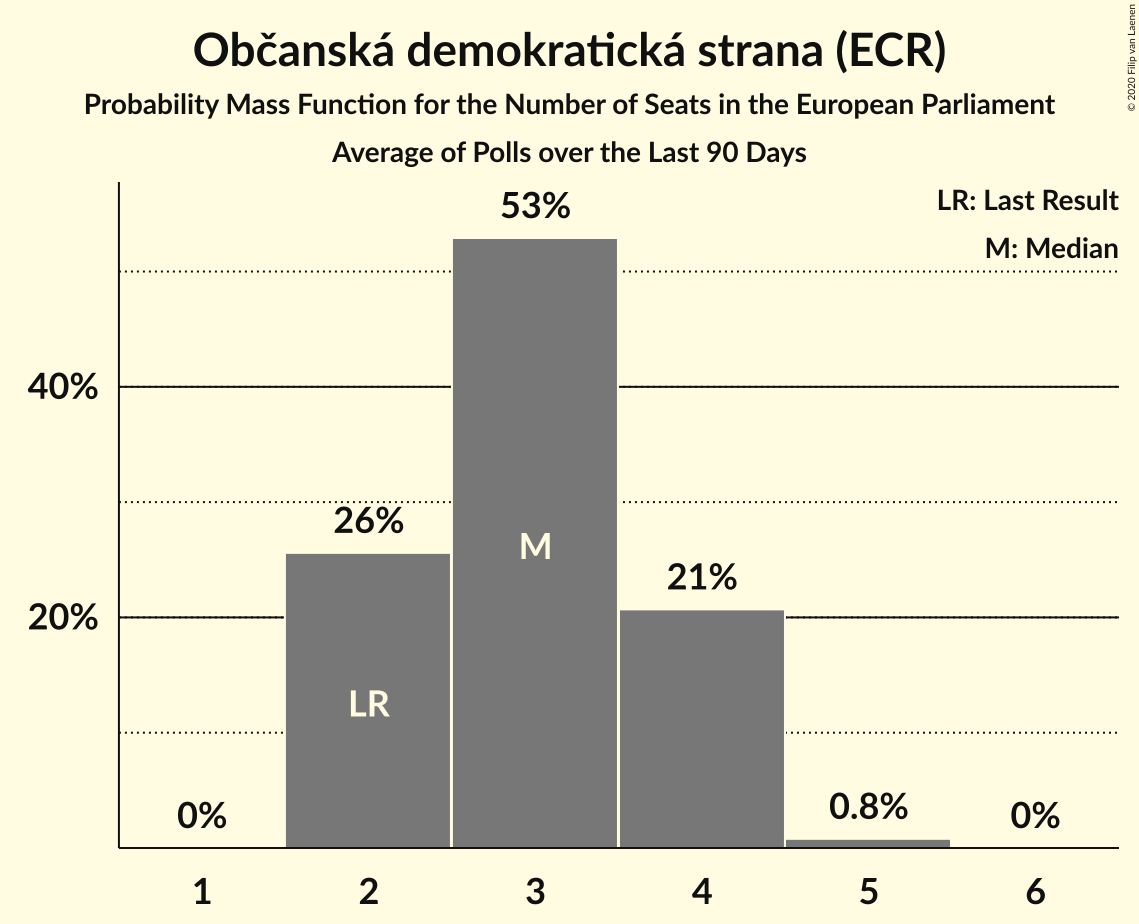 Občanská demokratická strana (ECR)
Probability Mass Function for the Number of Seats in the European Parliament
Average of Polls over the Last 90 Days
© 2020 Filip van Laenen
LR: Last Result
M: Median
53%
40%
26%
M
21%
20%
LR
0%
0.8%
0%
1 2 3 4 5 6